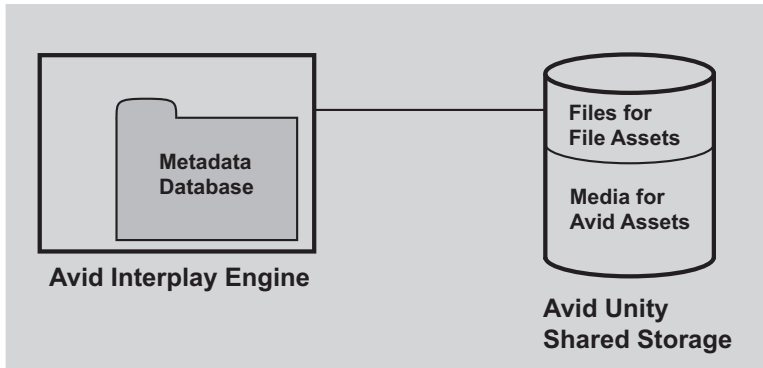 Metadata
Database
Avid Interplay Engine
Files for
File Assets
Media for
Avid Assets
Avid Unity
Shared Storage